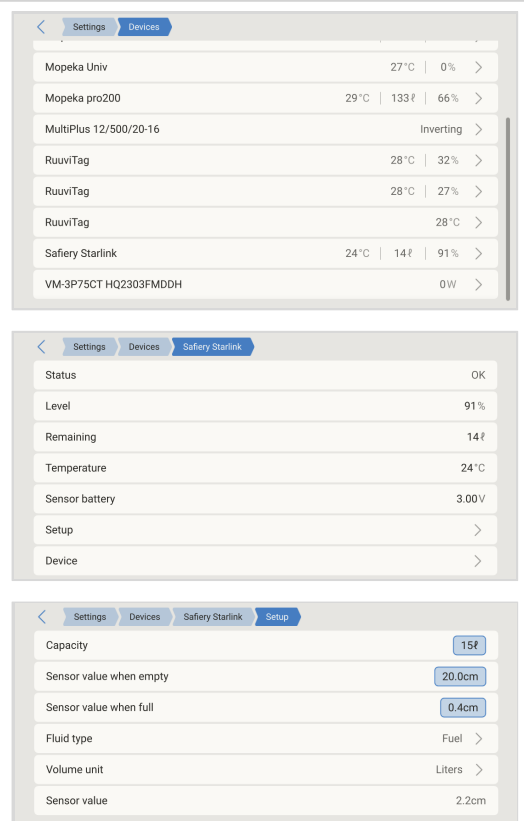 Settings Devices
Mopeka Univ 27°C 0%
Mopeka pro200 29°C 133ℓ 66%
MultiPlus 12/500/20-16 Inverting
RuuviTag 28°C 32%
RuuviTag 28°C 27%
RuuviTag 28°C
Safiery Starlink 24°C 14ℓ 91%
VM-3P75CT HQ2303FMDDH 0W
Settings Devices Safiery Starlink
Status OK
Level 91%
Remaining 14ℓ
Temperature 24°C
Sensor battery 3.00V
Setup
Device
Settings Devices Safiery Starlink Setup
Capacity 15ℓ
Sensor value when empty 20.0cm
Sensor value when full 0.4cm
Fluid type Fuel
Volume unit Liters
Sensor value 2.2cm